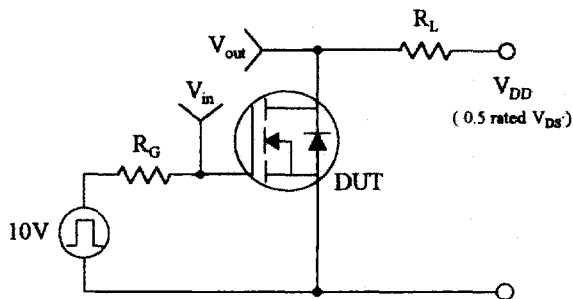 R_L
V_out
V_in
V_DD
( 0.5 rated V_DS )
R_G
DUT
10V